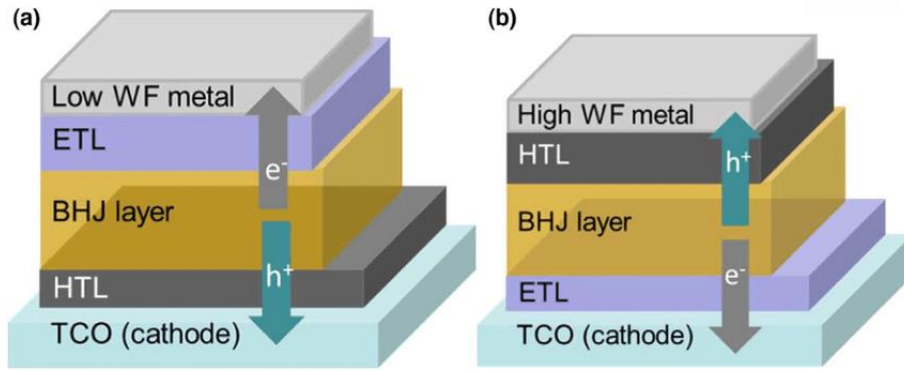 (a)
Low WF metal
ETL
e-
BHJ layer
h+
HTL
TCO (cathode)
(b)
High WF metal
HTL
h+
BHJ layer
e-
ETL
TCO (cathode)